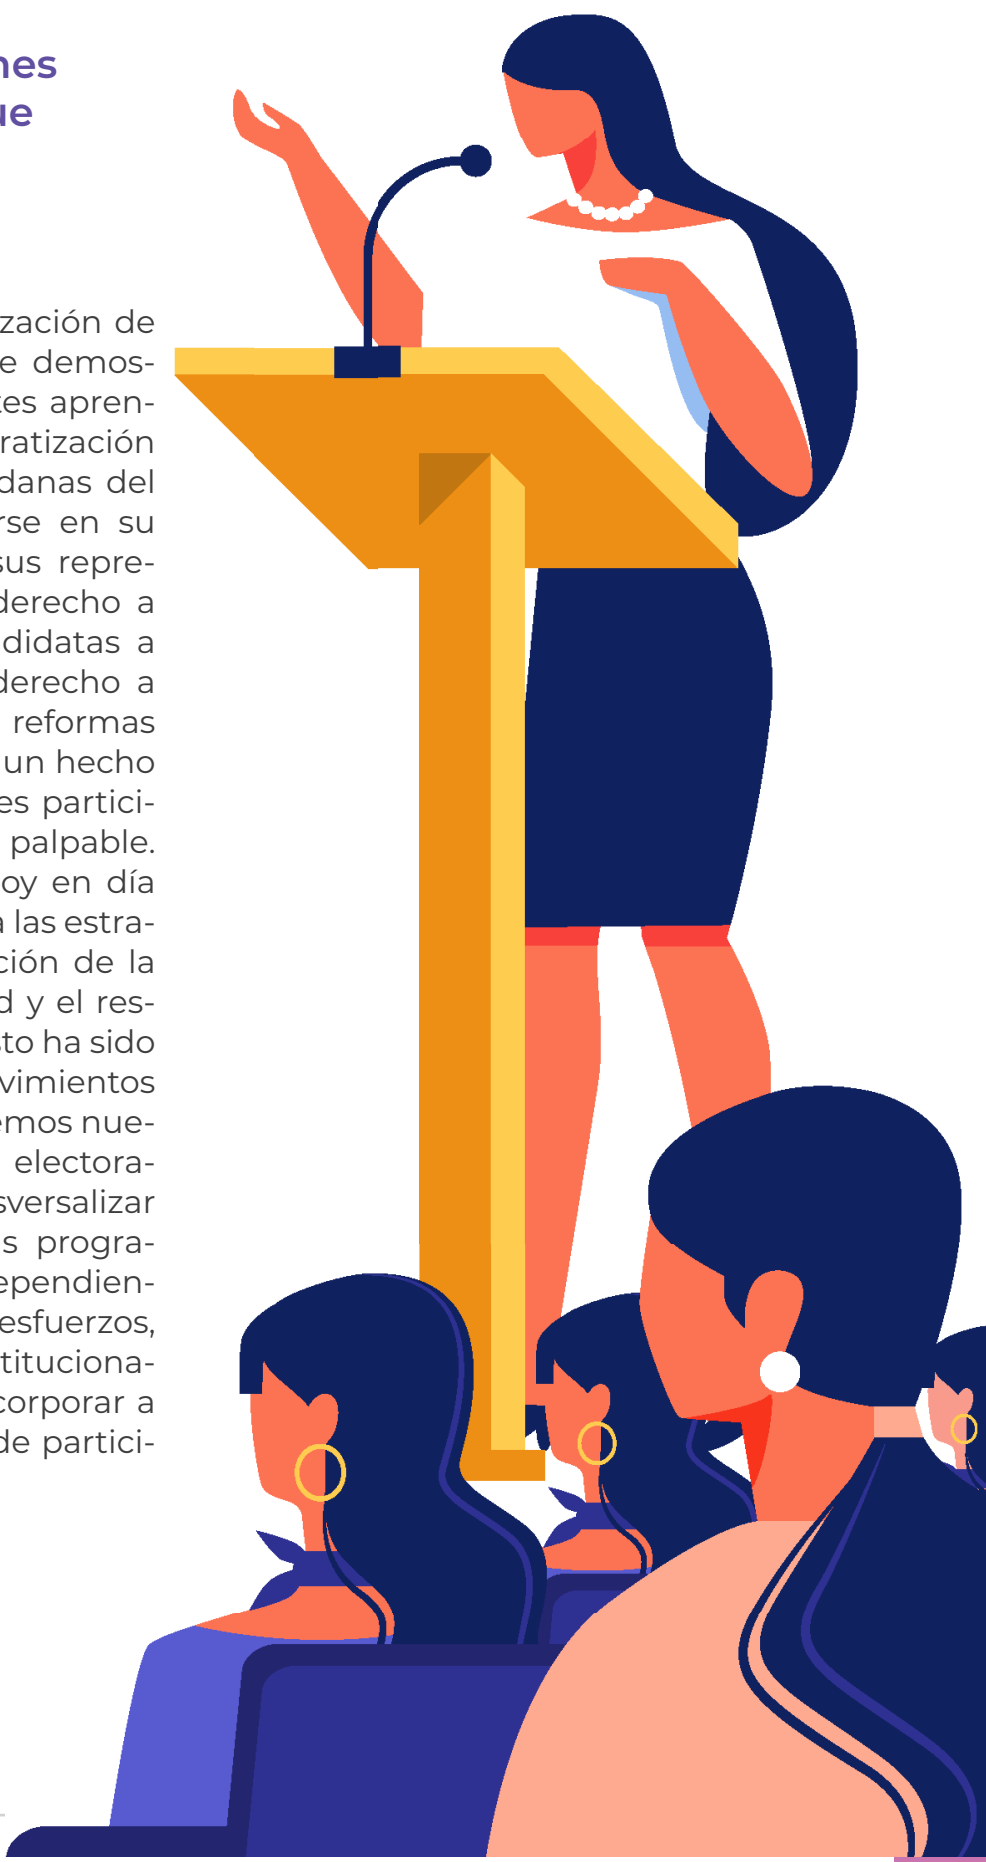 nes
ue
zación de
e demos-
tes apren-
ratización
danas del
rse en su
sus repre-
derecho a
didatas a
derecho a
reformas
un hecho
es partici-
palpable.
oy en día
a las estra-
ción de la
d y el res-
sto ha sido
vimientos
emos nue-
electora-
sversalizar
s progra-
ependien-
esfuerzos,
titituciona-
corporar a
de partici-